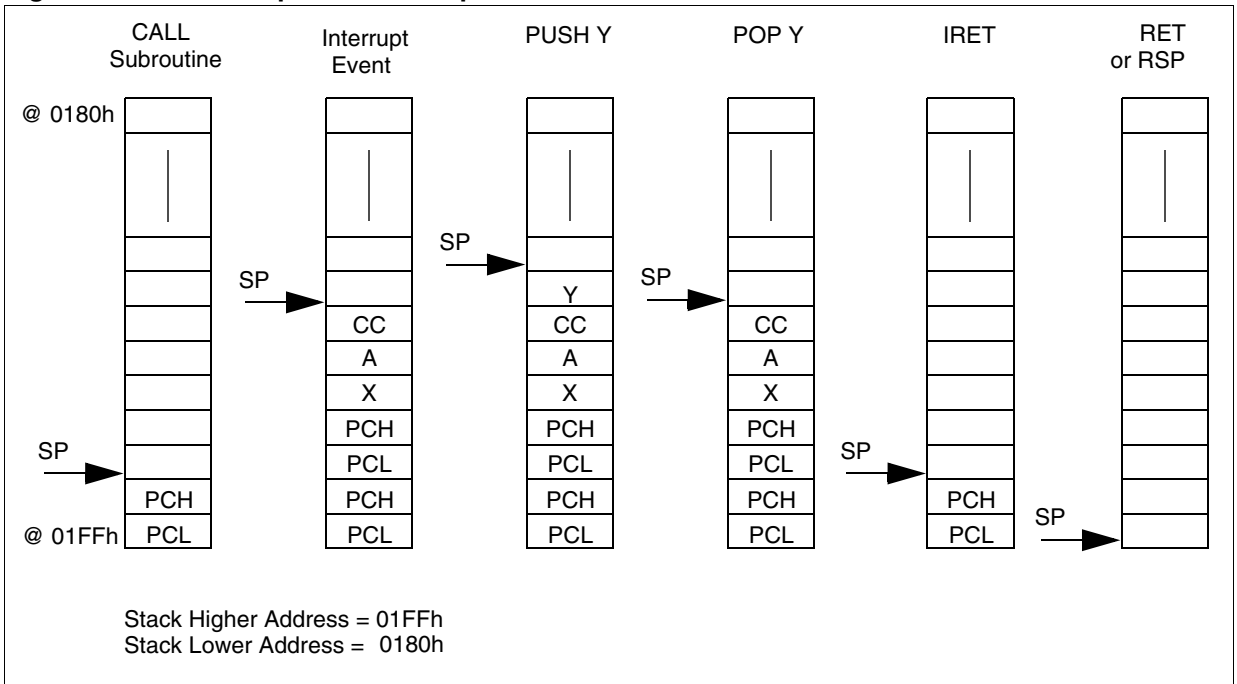 CALL
Subroutine
Interrupt
Event
PUSH Y
POP Y
IRET
RET
or RSP
@ 0180h
SP
SP
SP
Y
CC
CC
CC
A
A
A
X
X
X
PCH
PCH
PCH
SP
PCL
PCL
PCL
SP
PCH
PCH
PCH
PCH
PCH
SP
@ 01FFh
PCL
PCL
PCL
PCL
PCL
Stack Higher Address = 01FFh
Stack Lower Address = 0180h